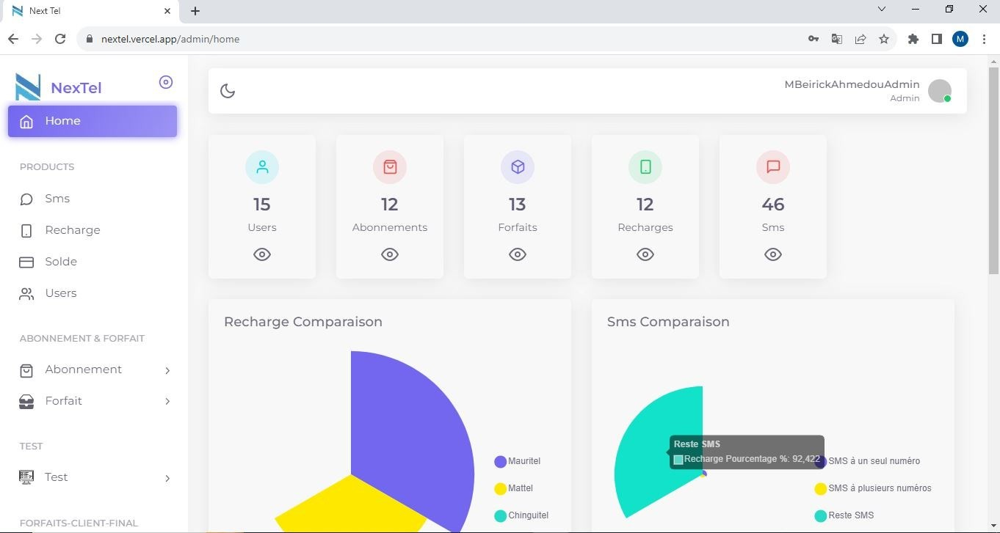 Next Tel
nextel.vercel.app/admin/home
M
NexTel
Home
PRODUCTS
Sms
Recharge
Solde
Users
ABONNEMENT & FORFAIT
Abonnement
Forfait
TEST
Test
FORFAITS-CLIENT-FINAL
MBeirickAhmedouAdmin
Admin
15
Users
12
Abonnements
13
Forfaits
12
Recharges
46
Sms
Recharge Comparaison
Mauritel
Mattel
Chinguitel
Sms Comparaison
Reste SMS
Recharge Pourcentage %: 92,422
SMS à un seul numéro
SMS à plusieurs numéros
Reste SMS